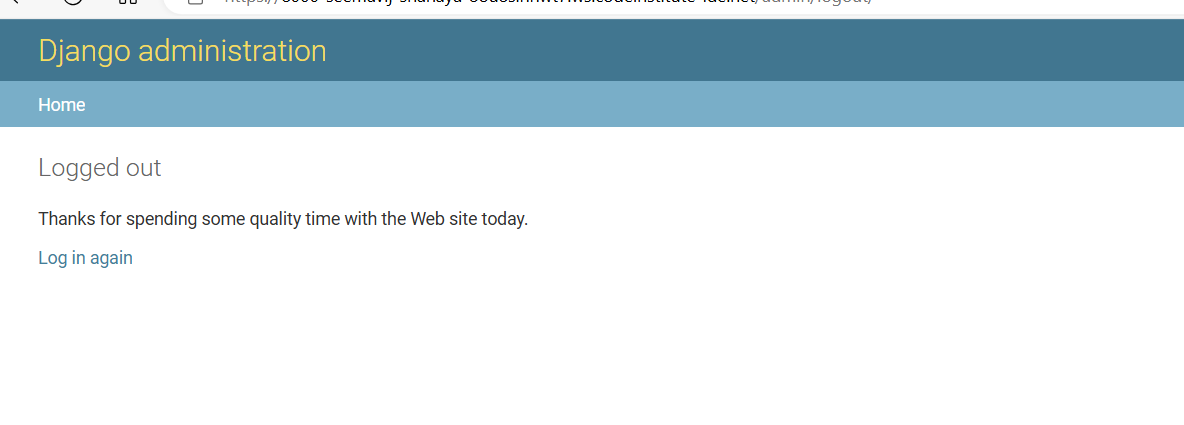 /admin/logout/
Django administration
Home
Logged out
Thanks for spending some quality time with the Web site today.
Log in again